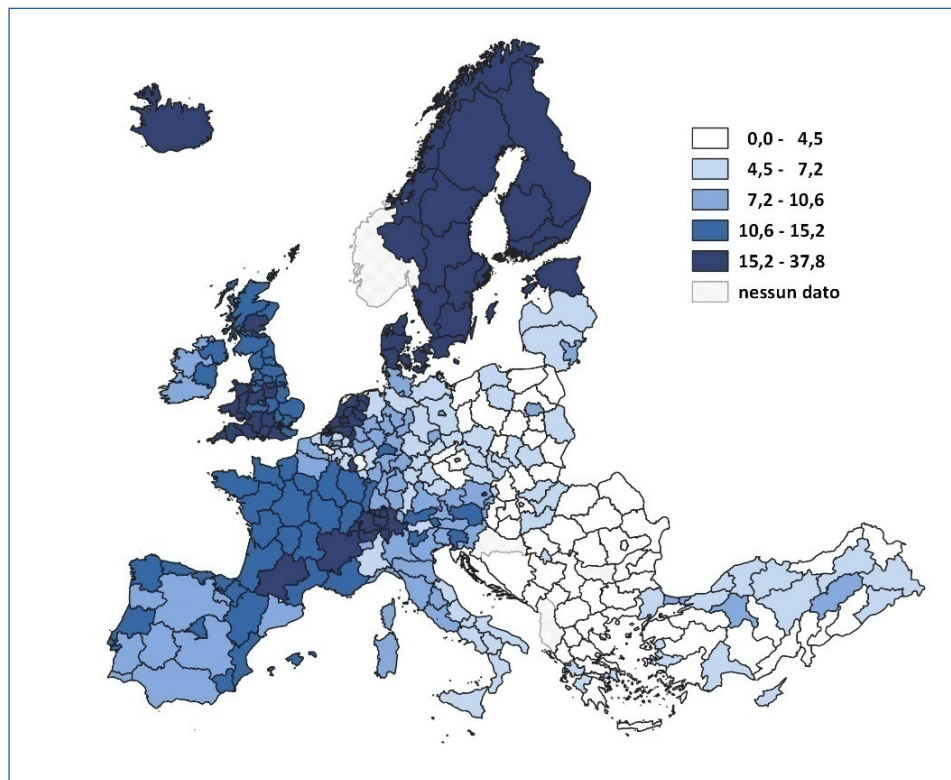 0,0 - 4,5
4,5 - 7,2
7,2 - 10,6
10,6 - 15,2
15,2 - 37,8
nessun dato